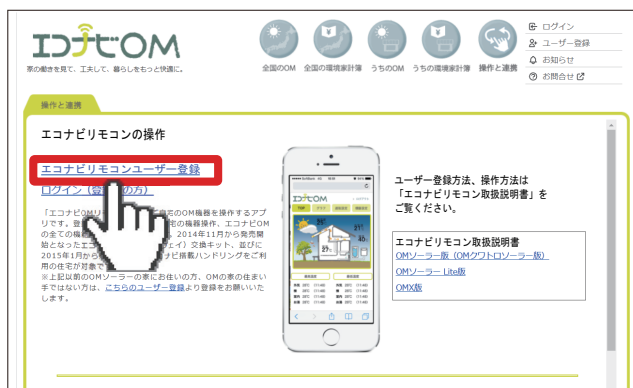 エコナビOM
家の働きを見て、工夫して、暮らしをもっと快適に。
全国のOM
全国の環境家計簿
うちのOM
うちの環境家計簿
操作と連携
ログイン
ユーザー登録
お知らせ
お問合せ
操作と連携
エコナビリモコンの操作
エコナビリモコンユーザー登録
ログイン（登 の方）
「エコナビOMリ 宅のOM機器を操作するアプ
リです。登 宅の機器操作、エコナビOM
の全ての機 2014年11月から発売開
始となったエコ ェイ）交換キット、並びに
2015年1月から ナビ搭載ハンドリングをご利
用の住宅が対象で
※上記以前のOMソーラーの家にお住いの方、OMの家の住まい
手ではない方は、こちらのユーザー登録より登録をお願いいた
します。
エコナビOM
TOP
ユーザー登録方法、操作方法は
「エコナビリモコン取扱説明書」を
ご覧ください。
エコナビリモコン取扱説明書
OMソーラー版（OMクワトロソーラー版）
OMソーラー Lite版
OMX版